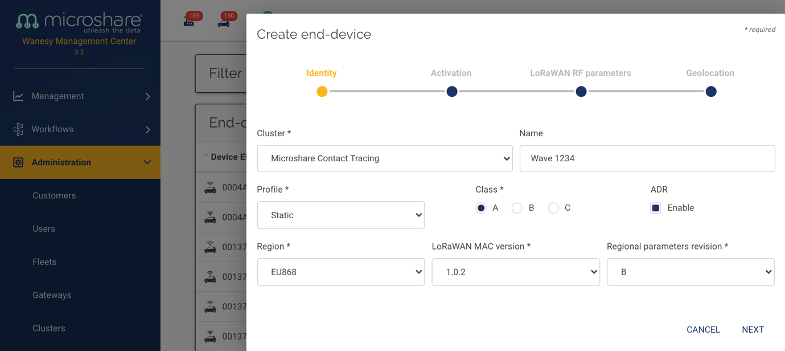 microshare
unleash the data
Wanesy Management Center
3.2
Management
Workflows
Administration
Customers
Users
Fleets
Gateways
Clusters
189
190
Filter
End-d
Device EU
0004A
0004A
00137
00137
00137
00137
Create end-device
* required
Identity
Activation
LoRaWAN RF parameters
Geolocation
Cluster *
Name
Microshare Contact Tracing
Wave 1234
Profile *
Class *
ADR
Static
A
B
C
Enable
Region *
LoRaWAN MAC version *
Regional parameters revision *
EU868
1.0.2
B
CANCEL
NEXT